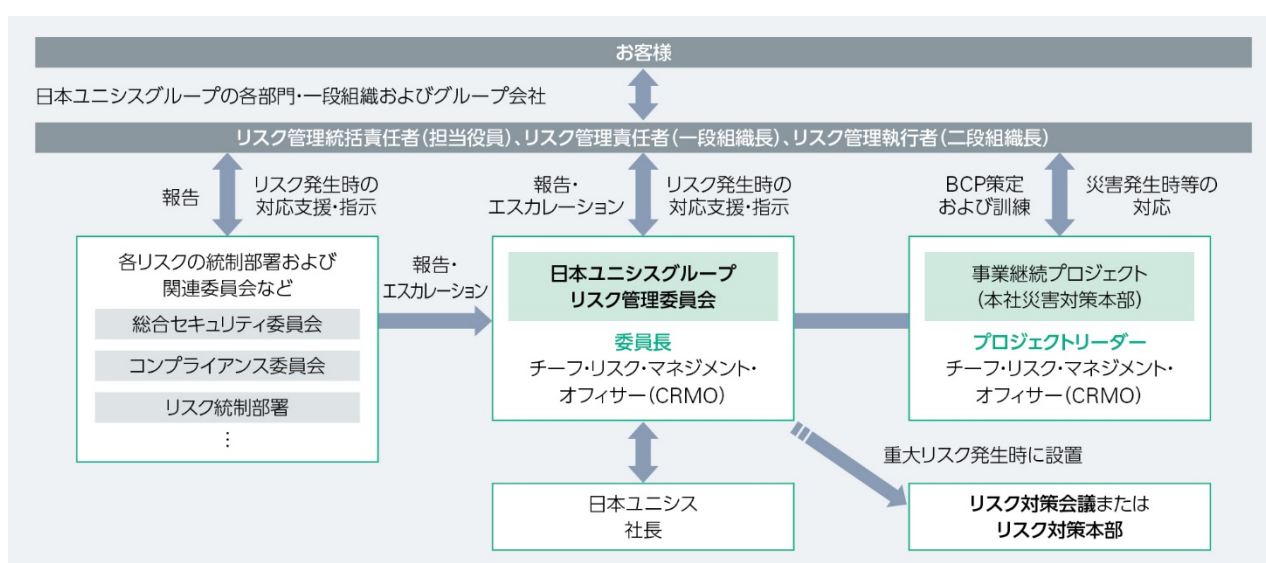 お客様
日本ユニシスグループの各部門・一段組織およびグループ会社
リスク管理統括責任者(担当役員)、リスク管理責任者(一段組織長)、リスク管理執行者(二段組織長)
報告
リスク発生時の
対応支援・指示
報告・
エスカレーション
リスク発生時の
対応支援・指示
BCP策定
および訓練
災害発生時等の
対応
各リスクの統制部署および
関連委員会など
総合セキュリティ委員会
コンプライアンス委員会
リスク統制部署
⋮
報告・
エスカレーション
日本ユニシスグループ
リスク管理委員会
委員長
チーフ・リスク・マネジメント・
オフィサー(CRMO)
事業継続プロジェクト
(本社災害対策本部)
プロジェクトリーダー
チーフ・リスク・マネジメント・
オフィサー(CRMO)
重大リスク発生時に設置
日本ユニシス
社長
リスク対策会議または
リスク対策本部